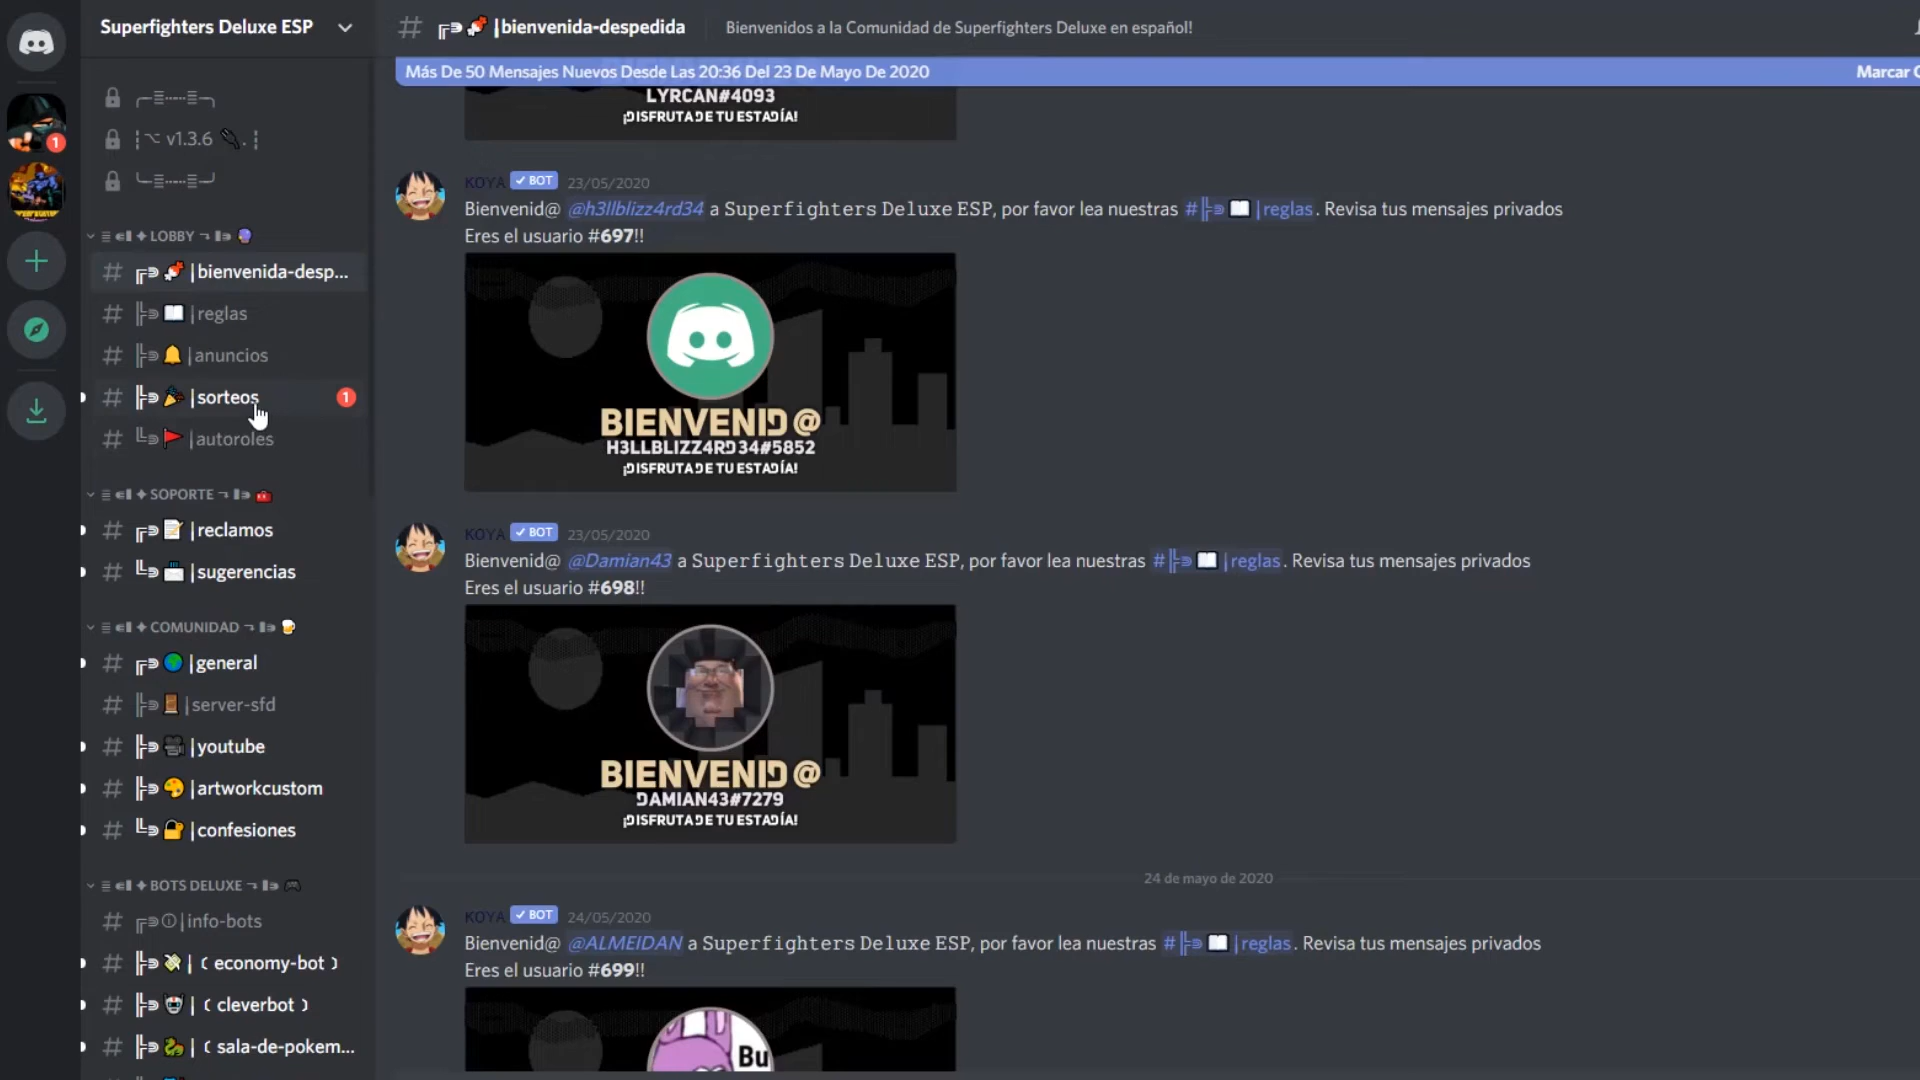 Superfighters Deluxe ESP
v1.3.6
LOBBY
bienvenida-desp...
reglas
anuncios
sorteos
1
autoroles
SOPORTE
reclamos
sugerencias
COMUNIDAD
general
server-sfd
youtube
artworkcustom
confesiones
BOTS DELUXE
info-bots
( economy-bot )
( cleverbot )
( sala-de-pokem...
1
|bienvenida-despedida
Bienvenidos a la Comunidad de Superfighters Deluxe en español!
Más De 50 Mensajes Nuevos Desde Las 20:36 Del 23 De Mayo De 2020
Marcar
LYRCAN#4093
¡DISFRUTA DE TU ESTADÍA!
KOYA BOT 23/05/2020
Bienvenid@ @h3llblizz4rd34 a Superfighters Deluxe ESP, por favor lea nuestras #|reglas. Revisa tus mensajes privados
Eres el usuario #697!!
BIENVENID@
H3LLBLIZZ4RD34#5852
¡DISFRUTA DE TU ESTADÍA!
KOYA BOT 23/05/2020
Bienvenid@ @Damian43 a Superfighters Deluxe ESP, por favor lea nuestras #|reglas. Revisa tus mensajes privados
Eres el usuario #698!!
BIENVENID@
DAMIAN43#7279
¡DISFRUTA DE TU ESTADÍA!
24 de mayo de 2020
KOYA BOT 24/05/2020
Bienvenid@ @ALMEIDAN a Superfighters Deluxe ESP, por favor lea nuestras #|reglas. Revisa tus mensajes privados
Eres el usuario #699!!
Bu